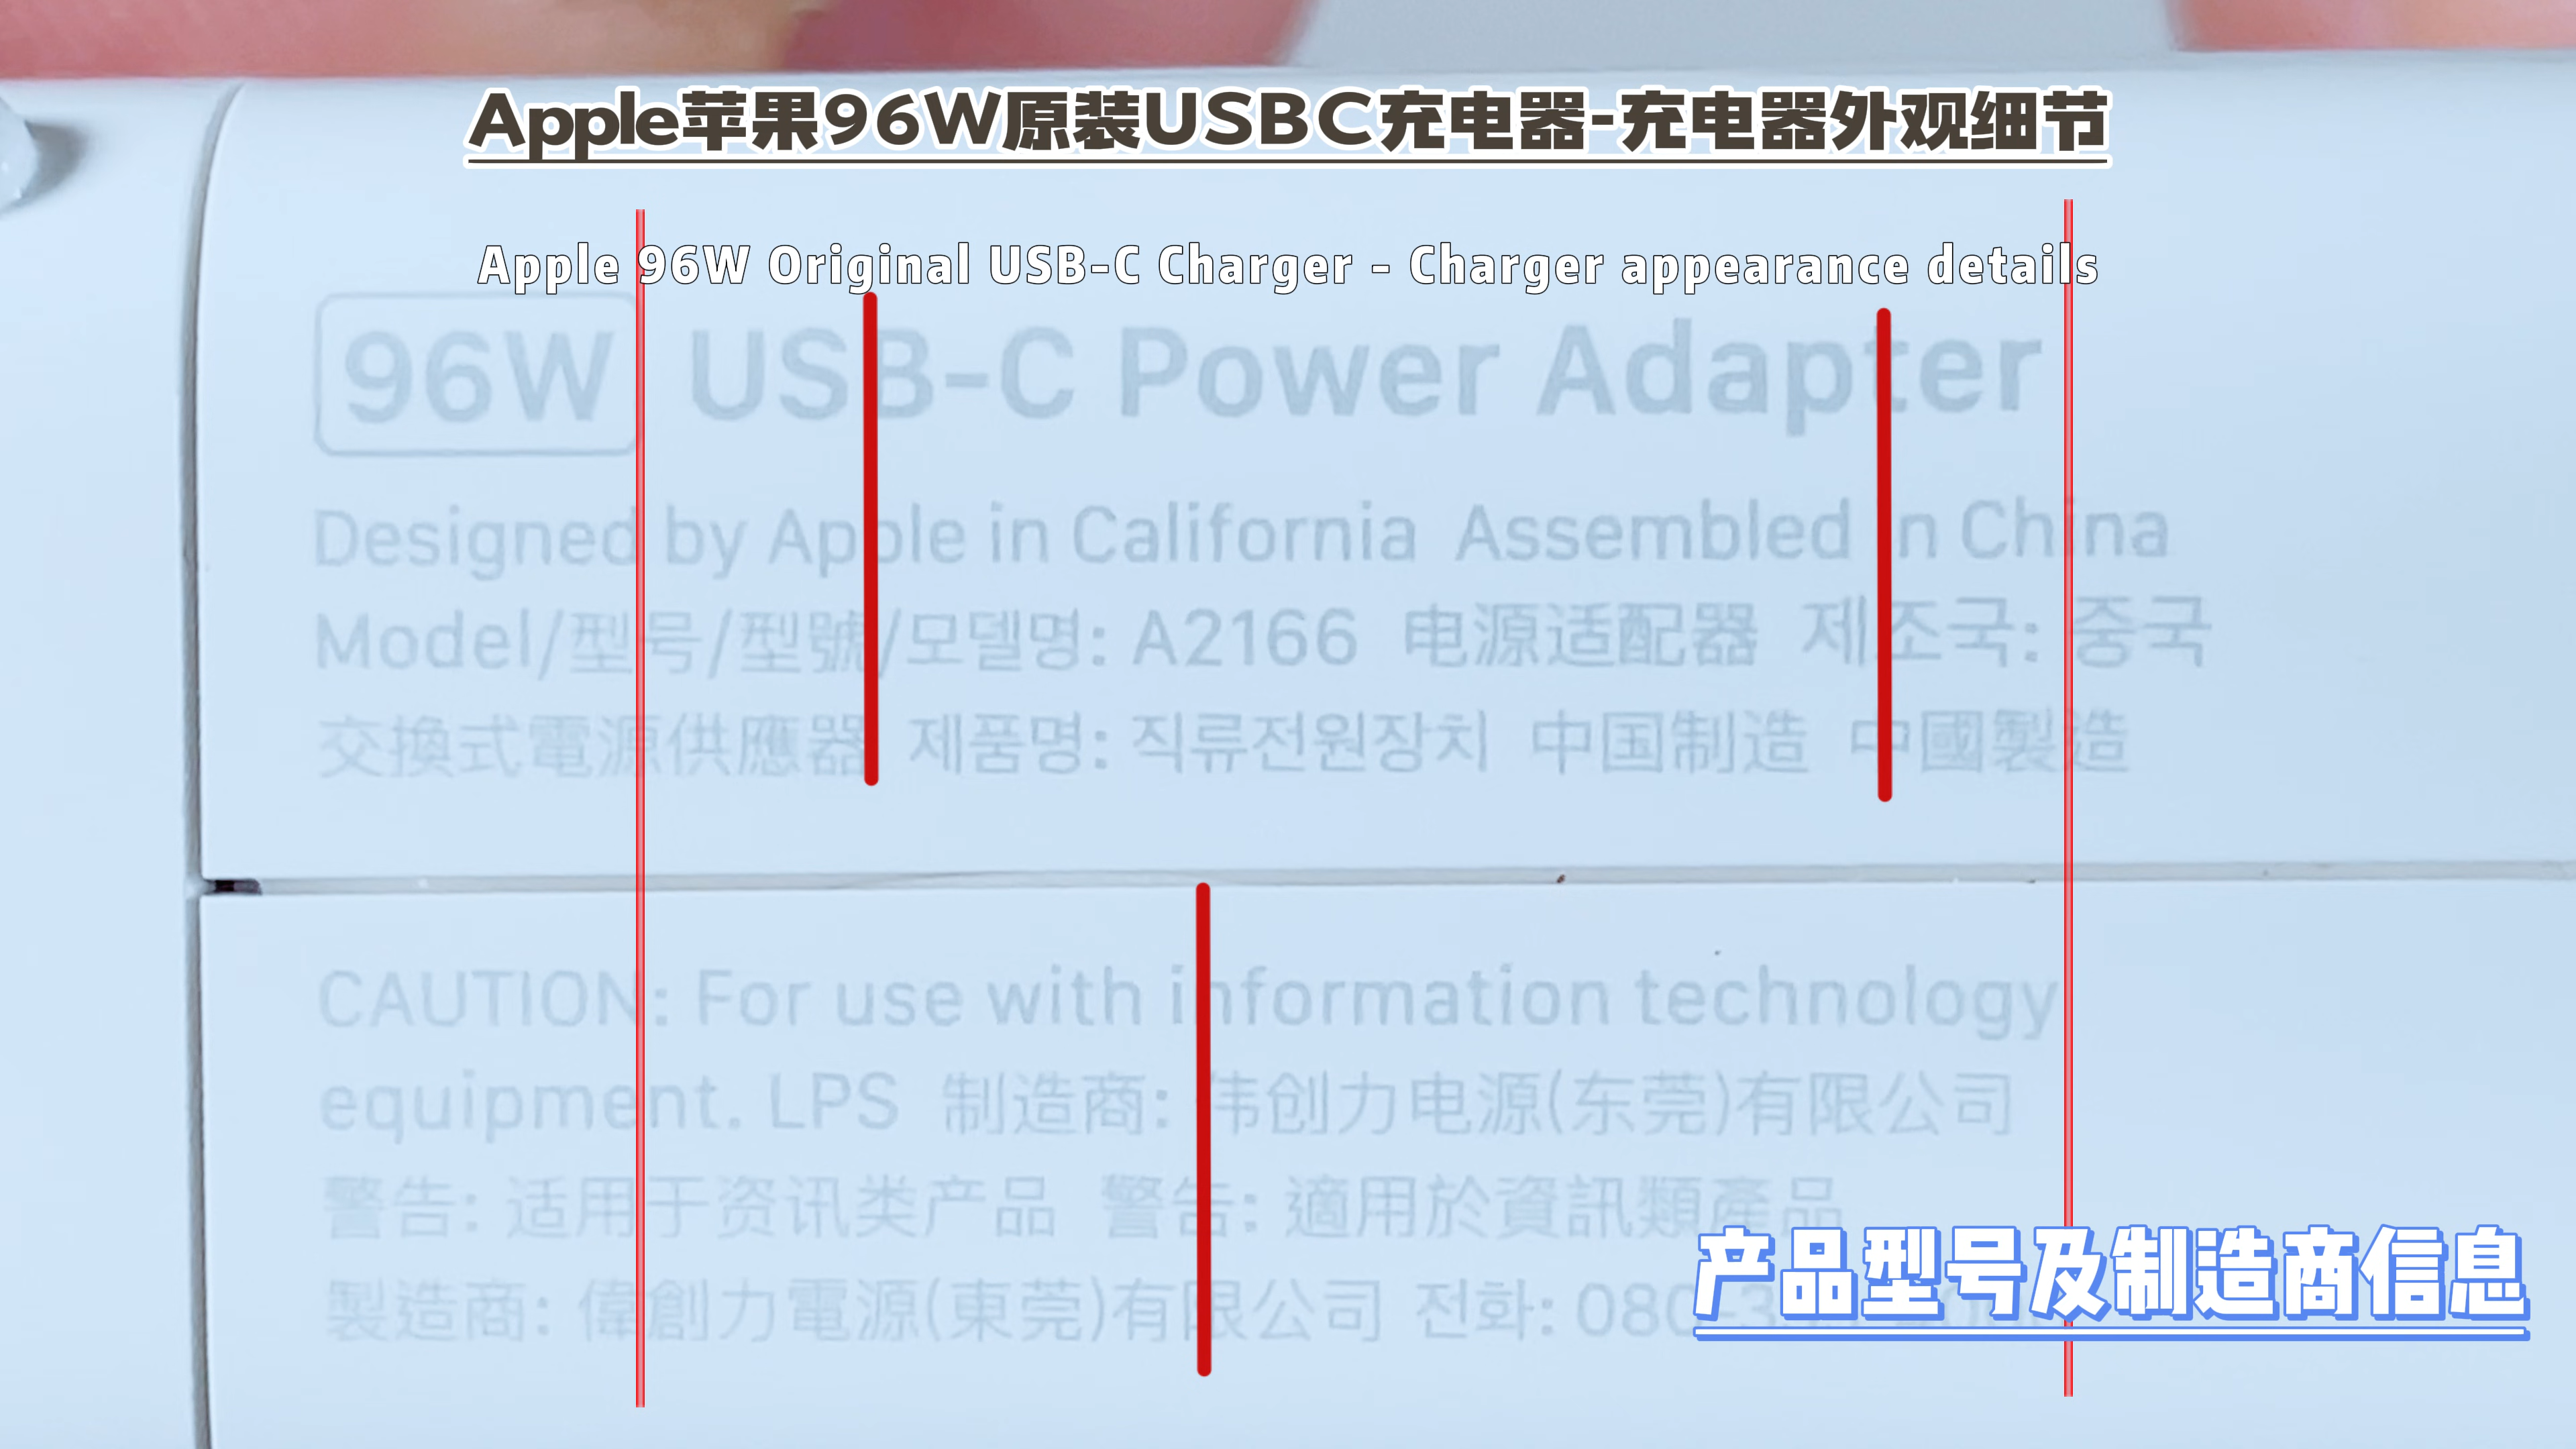 Apple苹果96W原装USBC充电器-充电器外观细节
Apple 96W Original USB-C Charger - Charger appearance details
96W USB-C Power Adapter
Designed by Apple in California Assembled in China
Model/型号/型號/모델명: A2166 电源适配器 제조국: 중국
交換式電源供應器 제품명: 직류전원장치 中国制造 中國製造
CAUTION: For use with information technology
equipment. LPS 制造商: 伟创力电源(东莞)有限公司
警告: 适用于资讯类产品 警告: 適用於資訊類產品
製造商: 偉創力電源(東莞)有限公司 전화:
产品型号及制造商信息